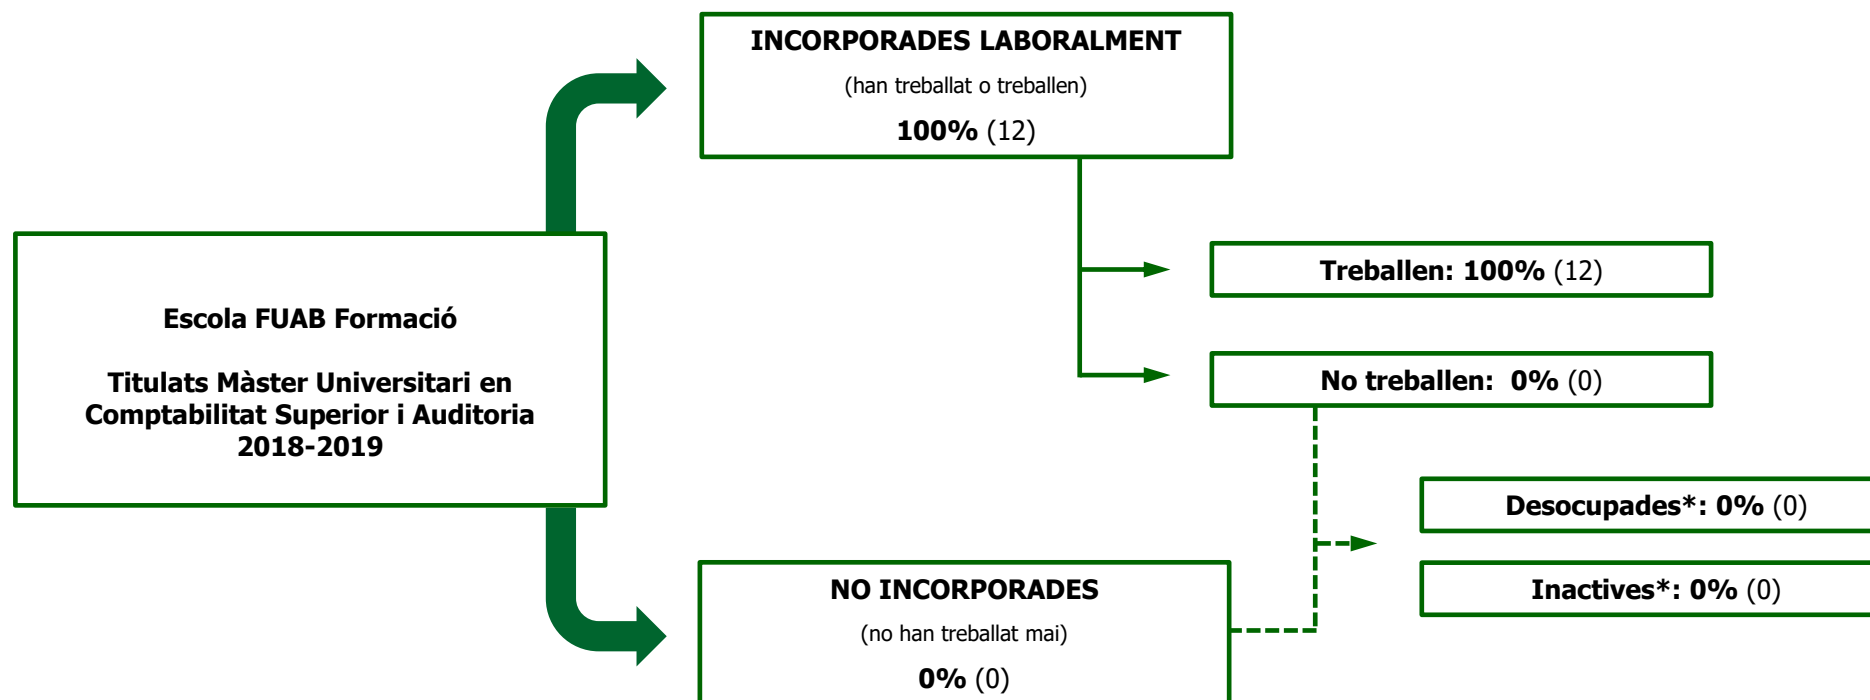 INCORPORADES LABORALMENT
(han treballat o treballen)
100% (12)
Treballen: 100% (12)
Escola FUAB Formació
Titulats Màster Universitari en
Comptabilitat Superior i Auditoria
2018-2019
No treballen: 0% (0)
Desocupades*: 0% (0)
Inactives*: 0% (0)
NO INCORPORADES
(no han treballat mai)
0% (0)